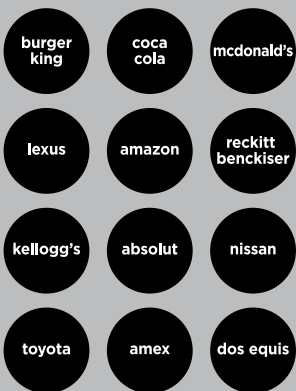 burger
king
coca
cola
mcdonald's
lexus
amazon
reckitt
benckiser
kellogg's
absolut
nissan
toyota
amex
dos equis